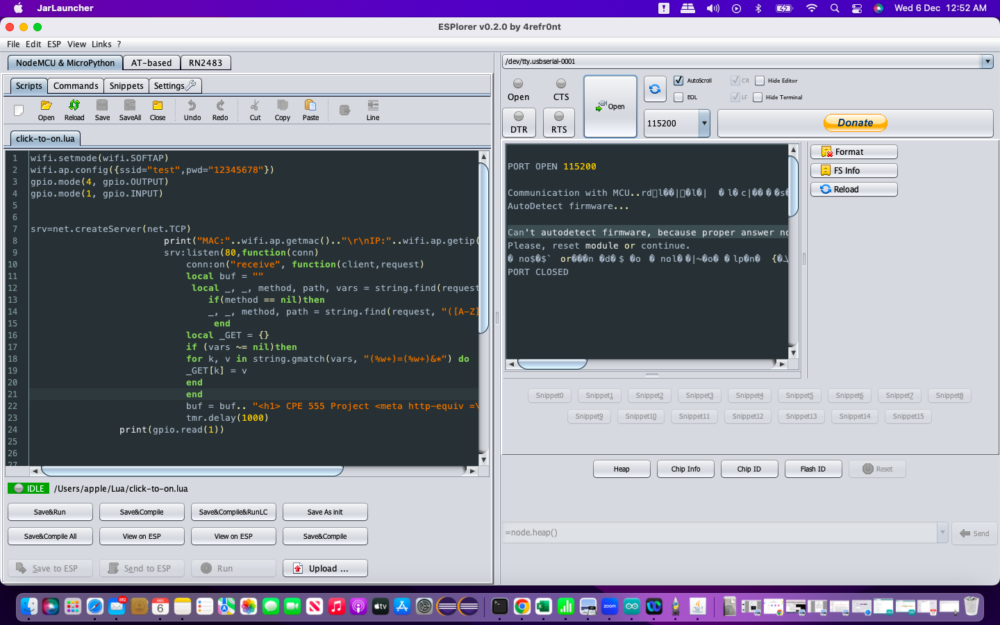 JarLauncher
Wed 6 Dec 12:52 AM
ESPlorer v0.2.0 by 4refr0nt
File Edit ESP View Links ?
NodeMCU & MicroPython AT-based RN2483
Scripts Commands Snippets Settings
Open Reload Save SaveAll Close Undo Redo Cut Copy Paste Line
click-to-on.lua
1 wifi.setmode(wifi.SOFTAP)
2 wifi.ap.config({ssid="test",pwd="12345678"})
3 gpio.mode(4, gpio.OUTPUT)
4 gpio.mode(1, gpio.INPUT)
5
6
7 srv=net.createServer(net.TCP)
8 print("MAC:"..wifi.ap.getmac().."\r\nIP:"..wifi.ap.getip(
9 srv:listen(80,function(conn)
10 conn:on("receive", function(client,request)
11 local buf = ""
12 local _, _, method, path, vars = string.find(request
13 if(method == nil)then
14 _, _, method, path = string.find(request, "([A-Z]
15 end
16 local _GET = {}
17 if (vars ~= nil)then
18 for k, v in string.gmatch(vars, "(%w+)=(%w+)&*") do
19 _GET[k] = v
20 end
21 end
22 buf = buf.. "<h1> CPE 555 Project <meta http-equiv =\
23 tmr.delay(1000)
24 print(gpio.read(1))
25
26
27
IDLE /Users/apple/Lua/click-to-on.lua
Save&Run Save&Compile Save&Compile&RunLC Save As init
Save&Compile All View on ESP View on ESP Save&Compile
Save to ESP Send to ESP Run Upload ...
/dev/tty.usbserial-0001
Open CTS
DTR RTS
Open
AutoScroll CR Hide Editor
EOL LF Hide Terminal
115200
Donate
PORT OPEN 115200
Communication with MCU..
AutoDetect firmware...
Can't autodetect firmware, because proper answer no
Please, reset module or continue.
PORT CLOSED
Format
FS Info
Reload
Snippet0 Snippet1 Snippet2 Snippet3 Snippet4 Snippet5 Snippet6 Snippet7 Snippet8
Snippet9 Snippet10 Snippet11 Snippet12 Snippet13 Snippet14 Snippet15
Heap Chip Info Chip ID Flash ID Reset
=node.heap()
Send
382
DEC
6
tv
zoom